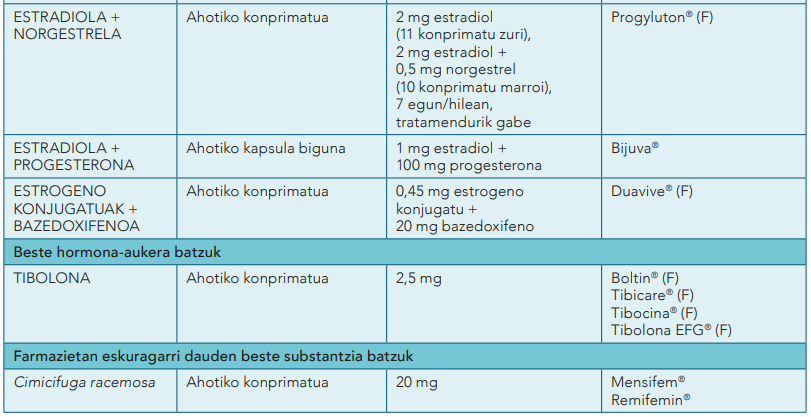 ESTRADIOLA +
NORGESTRELA
Ahotiko konprimatua
2 mg estradiol
(11 konprimatu zuri),
2 mg estradiol +
0,5 mg norgestrel
(10 konprimatu marroi),
7 egun/hilean,
tratamendurik gabe
Progyluton® (F)
ESTRADIOLA +
PROGESTERONA
Ahotiko kapsula biguna
1 mg estradiol +
100 mg progesterona
Bijuva®
ESTROGENO
KONJUGATUAK +
BAZEDOXIFENOA
Ahotiko konprimatua
0,45 mg estrogeno
konjugatu +
20 mg bazedoxifeno
Duavive® (F)
Beste hormona-aukera batzuk
TIBOLONA
Ahotiko konprimatua
2,5 mg
Boltin® (F)
Tibicare® (F)
Tibocina® (F)
Tibolona EFG® (F)
Farmazietan eskuragarri dauden beste substantzia batzuk
Cimicifuga racemosa
Ahotiko konprimatua
20 mg
Mensifem®
Remifemin®